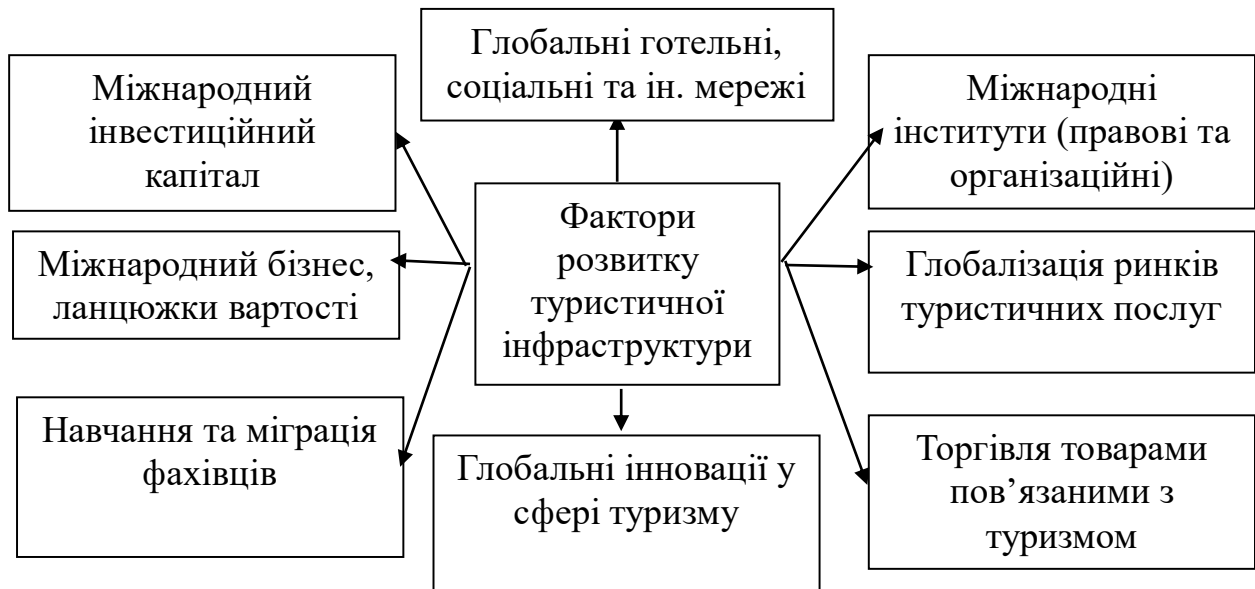 Глобальні готельні,
соціальні та ін. мережі
Міжнародний
інвестиційний
капітал
Міжнародні
інститути (правові та
організаційні)
Фактори
розвитку
туристичної
інфраструктури
Міжнародний бізнес,
ланцюжки вартості
Глобалізація ринків
туристичних послуг
Навчання та міграція
фахівців
Глобальні інновації у
сфері туризму
Торгівля товарами
пов’язаними з
туризмом